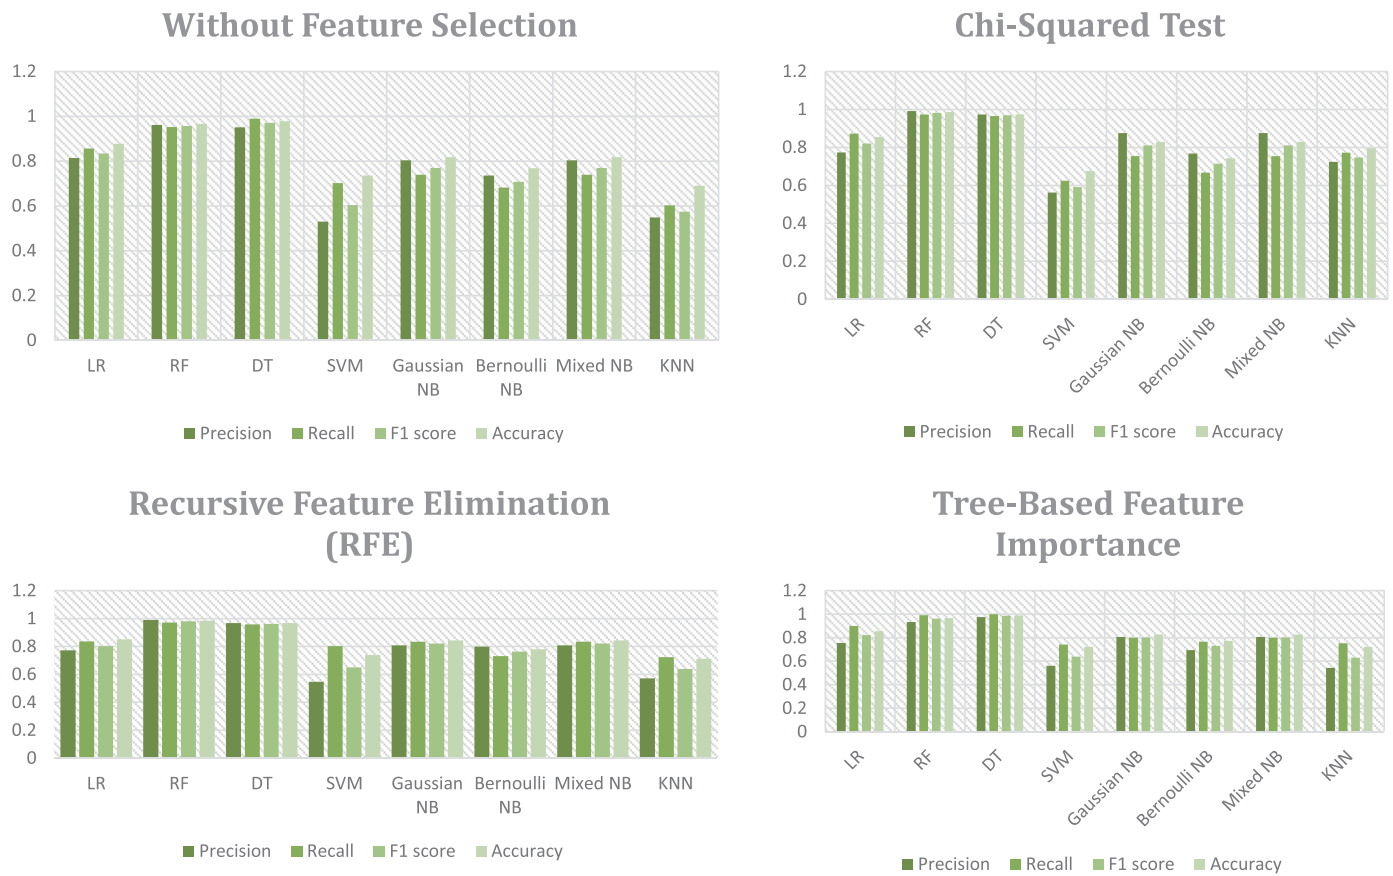 Without Feature Selection
1.2
1
0.8
0.6
0.4
0.2
0
LR RF DT SVM Gaussian NB Bernoulli NB Mixed NB KNN
Precision Recall F1 score Accuracy
Chi-Squared Test
1.2
1
0.8
0.6
0.4
0.2
0
LR RF DT SVM Gaussian NB Bernoulli NB Mixed NB KNN
Precision Recall F1 score Accuracy
Recursive Feature Elimination
(RFE)
1.2
1
0.8
0.6
0.4
0.2
0
LR RF DT SVM Gaussian NB Bernoulli NB Mixed NB KNN
Precision Recall F1 score Accuracy
Tree-Based Feature
Importance
1.2
1
0.8
0.6
0.4
0.2
0
LR RF DT SVM Gaussian NB Bernoulli NB Mixed NB KNN
Precision Recall F1 score Accuracy